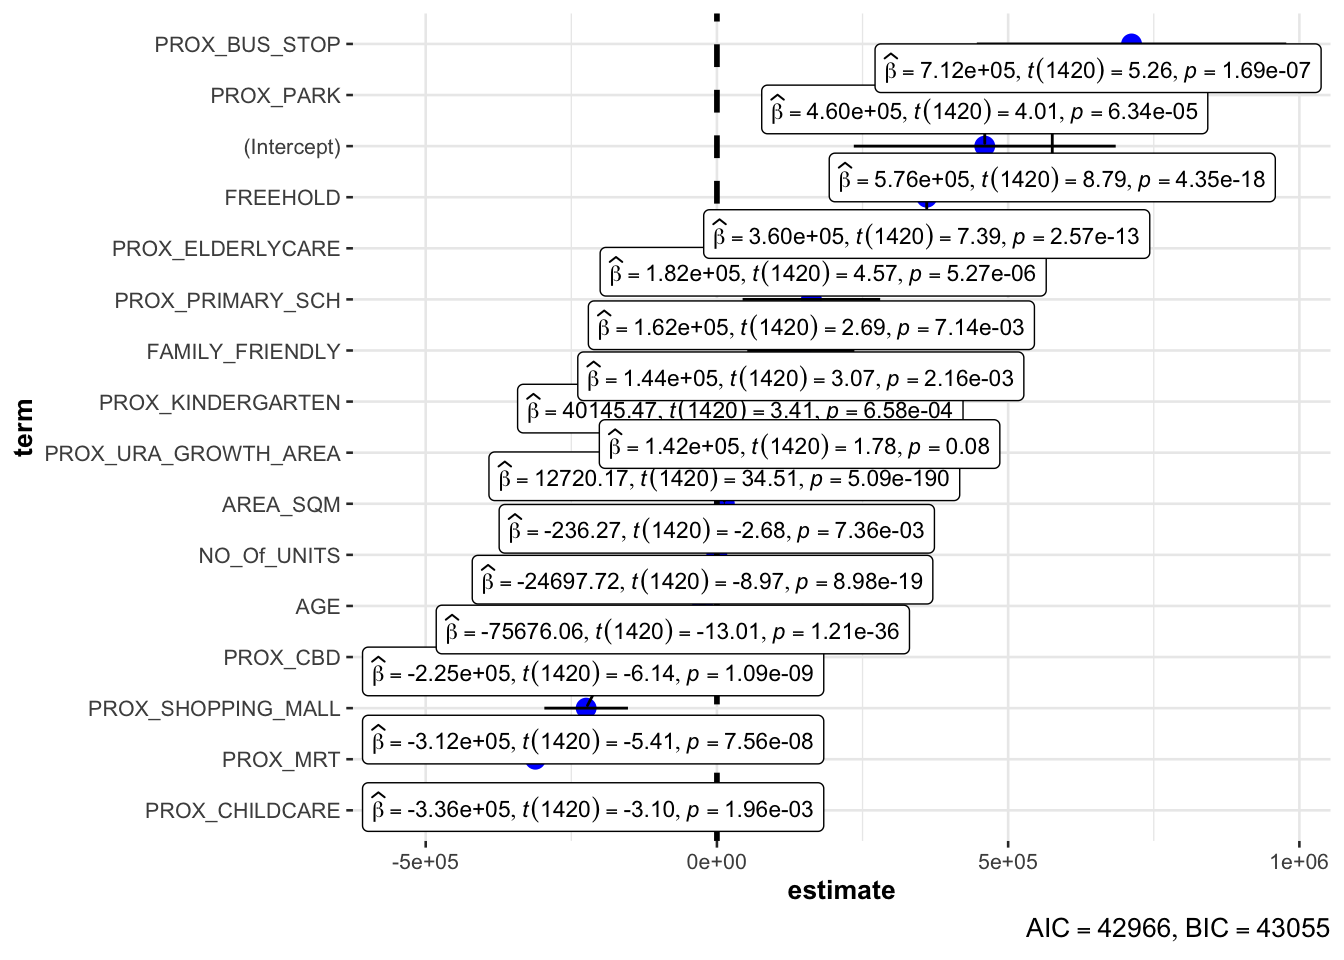 PROX_BUS_STOP
β̂ = 7.12e+05, t(1420) = 5.26, p = 1.69e-07
PROX_PARK
β̂ = 4.60e+05, t(1420) = 4.01, p = 6.34e-05
(Intercept)
β̂ = 5.76e+05, t(1420) = 8.79, p = 4.35e-18
FREEHOLD
β̂ = 3.60e+05, t(1420) = 7.39, p = 2.57e-13
PROX_ELDERLYCARE
β̂ = 1.82e+05, t(1420) = 4.57, p = 5.27e-06
PROX_PRIMARY_SCH
β̂ = 1.62e+05, t(1420) = 2.69, p = 7.14e-03
FAMILY_FRIENDLY
β̂ = 1.44e+05, t(1420) = 3.07, p = 2.16e-03
PROX_KINDERGARTEN
β̂ = 40145.47, t(1420) = 3.41, p = 6.58e-04
β̂ = 1.42e+05, t(1420) = 1.78, p = 0.08
PROX_URA_GROWTH_AREA
β̂ = 12720.17, t(1420) = 34.51, p = 5.09e-190
AREA_SQM
β̂ = -236.27, t(1420) = -2.68, p = 7.36e-03
NO_Of_UNITS
β̂ = -24697.72, t(1420) = -8.97, p = 8.98e-19
AGE
β̂ = -75676.06, t(1420) = -13.01, p = 1.21e-36
PROX_CBD
β̂ = -2.25e+05, t(1420) = -6.14, p = 1.09e-09
PROX_SHOPPING_MALL
β̂ = -3.12e+05, t(1420) = -5.41, p = 7.56e-08
PROX_MRT
β̂ = -3.36e+05, t(1420) = -3.10, p = 1.96e-03
PROX_CHILDCARE
term
-5e+05
0e+00
5e+05
1e+06
estimate
AIC = 42966, BIC = 43055